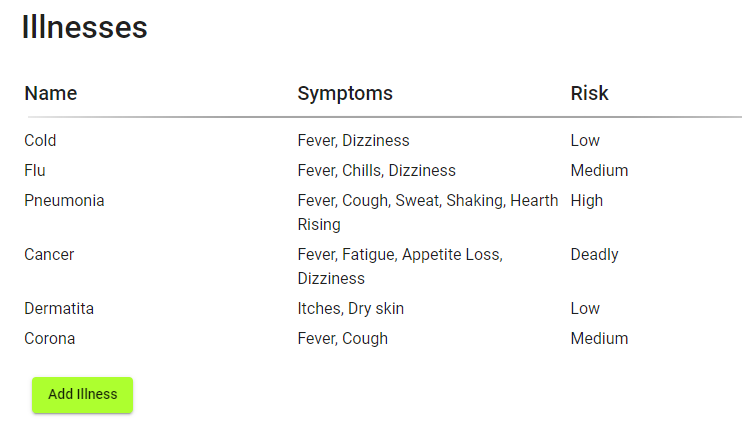 Illnesses
Name Symptoms Risk
Cold Fever, Dizziness Low
Flu Fever, Chills, Dizziness Medium
Pneumonia Fever, Cough, Sweat, Shaking, Hearth High
Rising
Cancer Fever, Fatigue, Appetite Loss, Deadly
Dizziness
Dermatita Itches, Dry skin Low
Corona Fever, Cough Medium
Add Illness